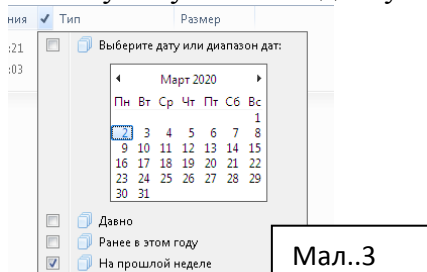 ния Тип Размер
:21 Выберите дату или диапазон дат:
:03
Март 2020
Пн Вт Ср Чт Пт Сб Вс
1
2 3 4 5 6 7 8
9 10 11 12 13 14 15
16 17 18 19 20 21 22
23 24 25 26 27 28 29
30 31
Давно
Ранее в этом году
На прошлой неделе
Мал..3